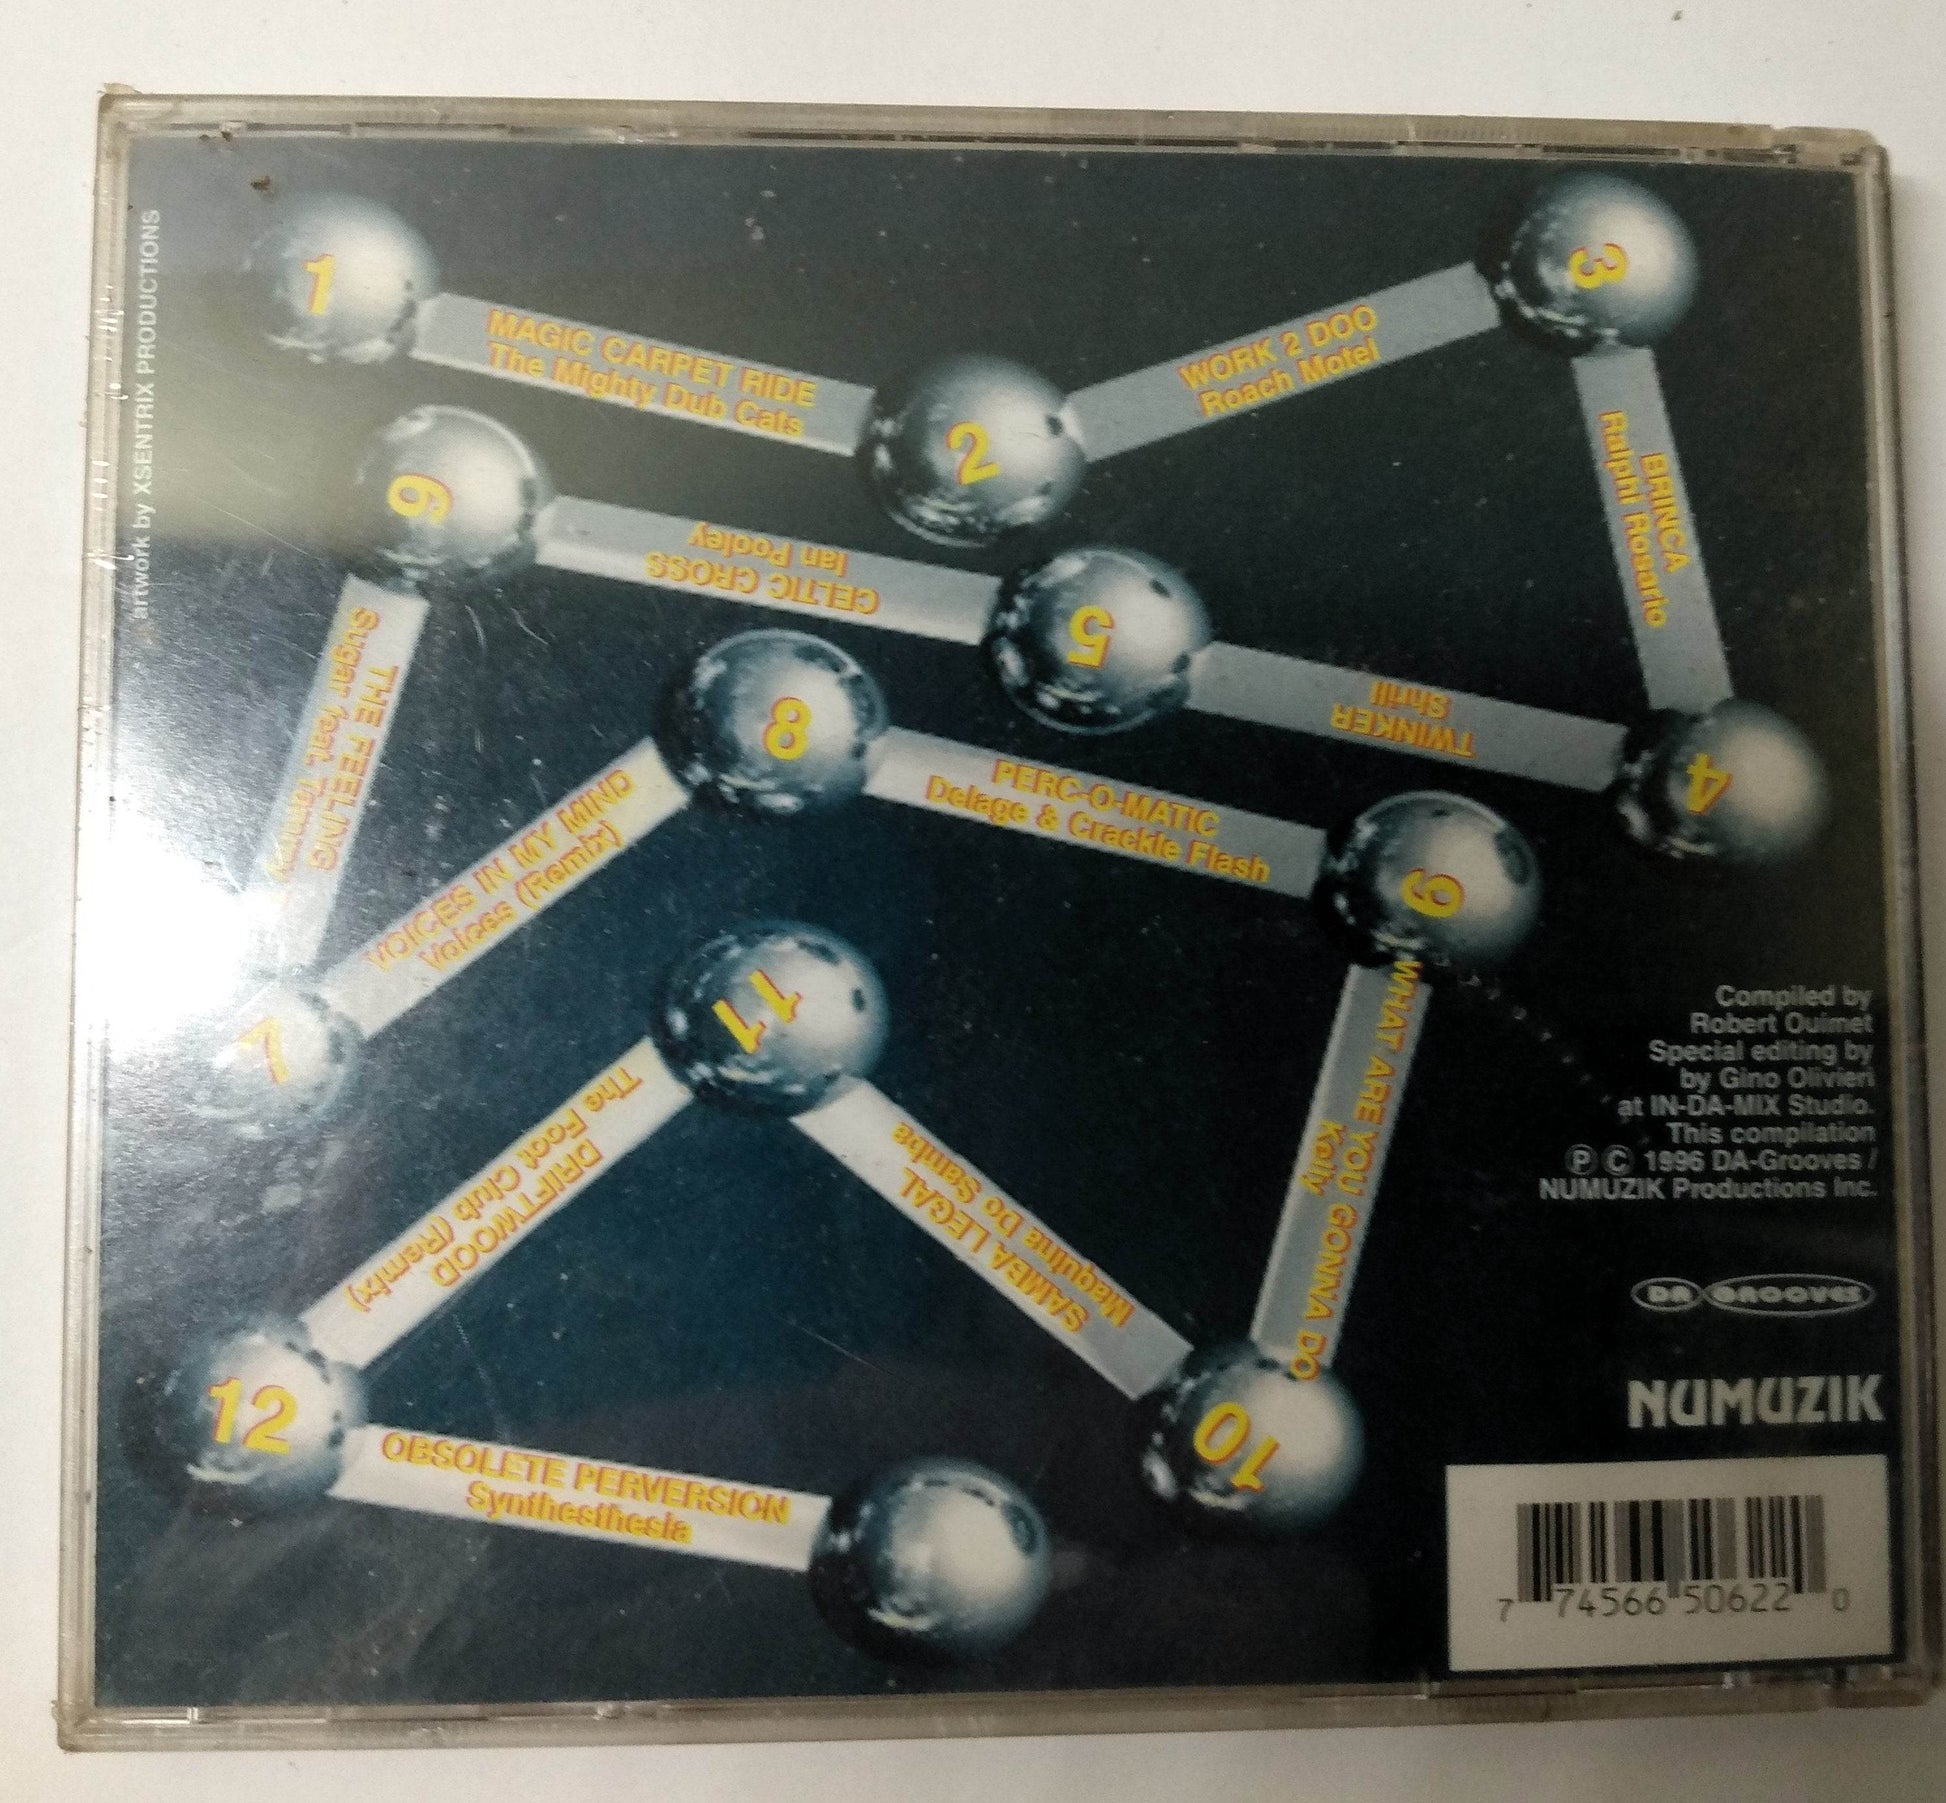 artwork by XSENTRIX PRODUCTIONS
1
MAGIC CARPET RIDE
The Mighty Dub Cats
2
WORK 2 DOO
Roach Motel
3
BRINCA
Ralphi Rosario
4
TWINKER
Shrill
5
CELTIC CROSS
Ian Pooley
6
THE FEELING
Sugar feat.
7
VOICES IN MY MIND
Voices (Remix)
8
PERC-O-MATIC
Delage & Crackle Flash
9
WHAT ARE YOU GONNA DO
Kelly
10
SAMBA LLEGAL
Maquina Do Samba
11
DRIFTWOOD
The Foot Club (Remix)
12
OBSOLETE PERVERSION
Synthesthesia
Compiled by
Robert Ouimet
Special editing by
by Gino Olivieri
at IN-DA-MIX Studio.
This compilation
Ⓟ Ⓒ 1996 DA-Grooves /
NUMUZIK Productions Inc.
DA GROOVES
NUMUZIK
7 74566 50622 0